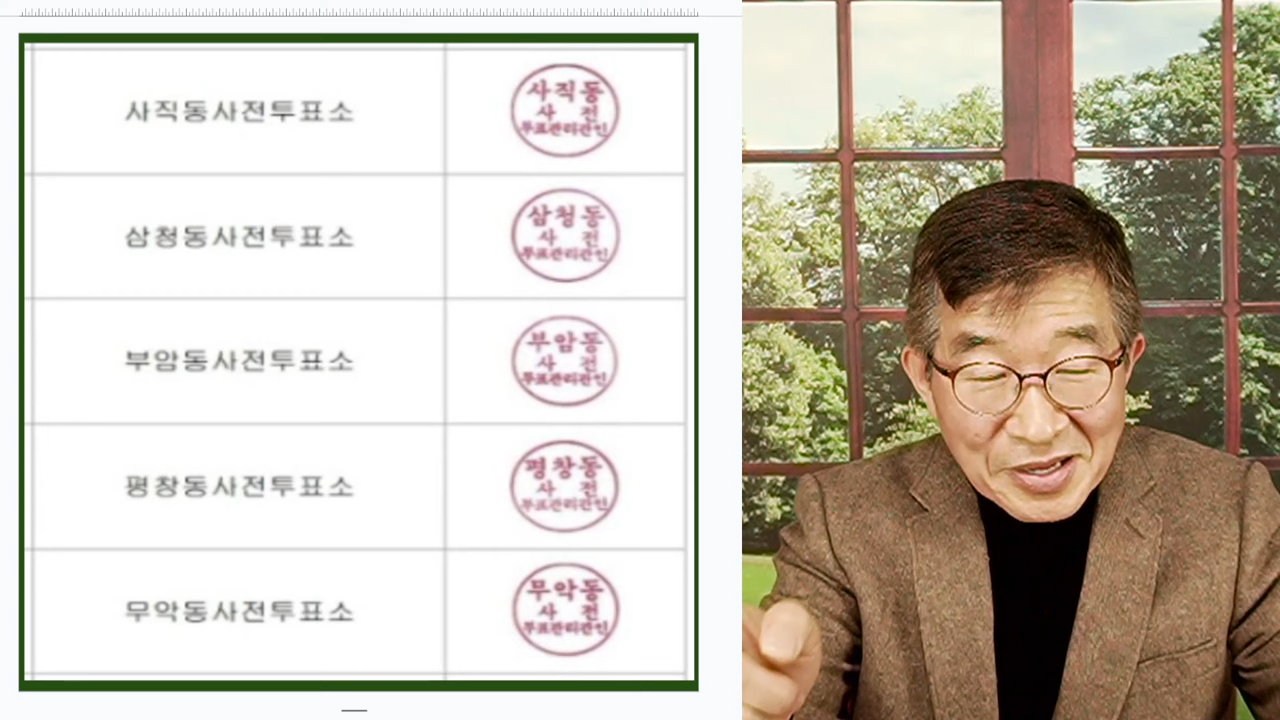 사직동사전투표소
사직동
사 전
투표관리관인
삼청동사전투표소
삼청동
사 전
투표관리관인
부암동사전투표소
부암동
사 전
투표관리관인
평창동사전투표소
평창동
사 전
투표관리관인
무악동사전투표소
무악동
사 전
투표관리관인